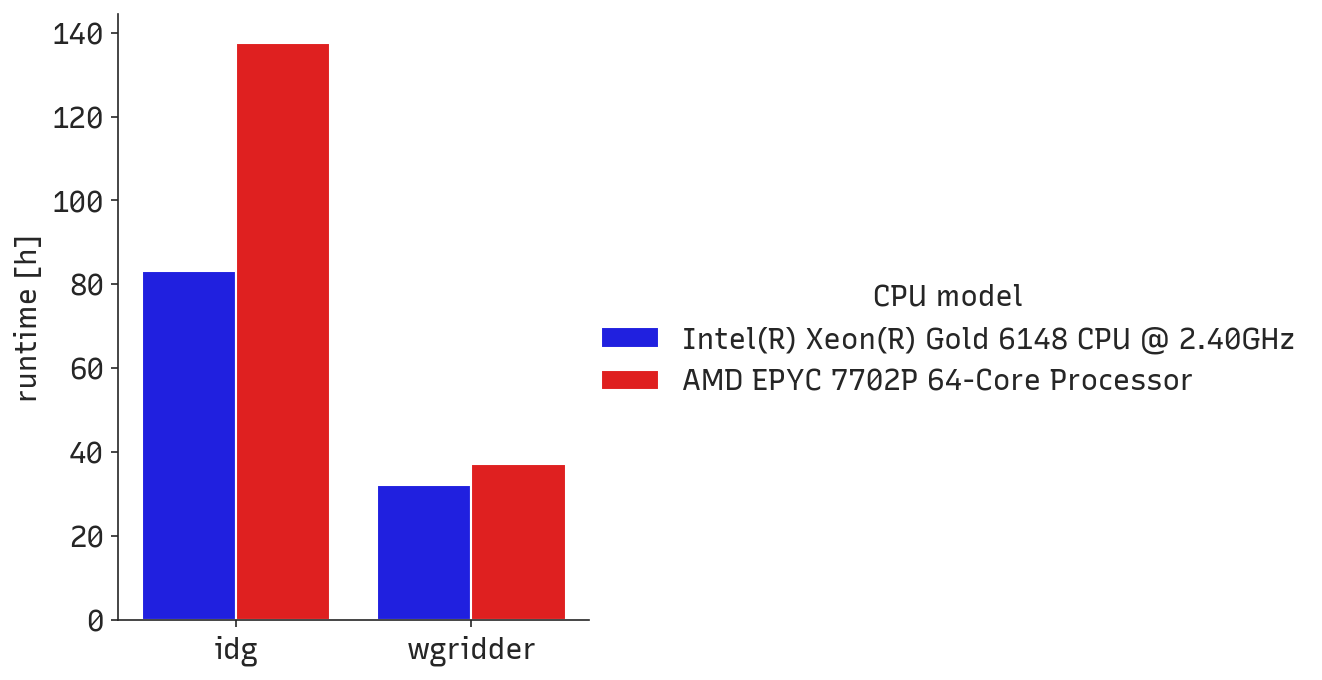 140
120
100
80
60
40
20
0
runtime [h]
idg
wgridder
CPU model
Intel(R) Xeon(R) Gold 6148 CPU @ 2.40GHz
AMD EPYC 7702P 64-Core Processor